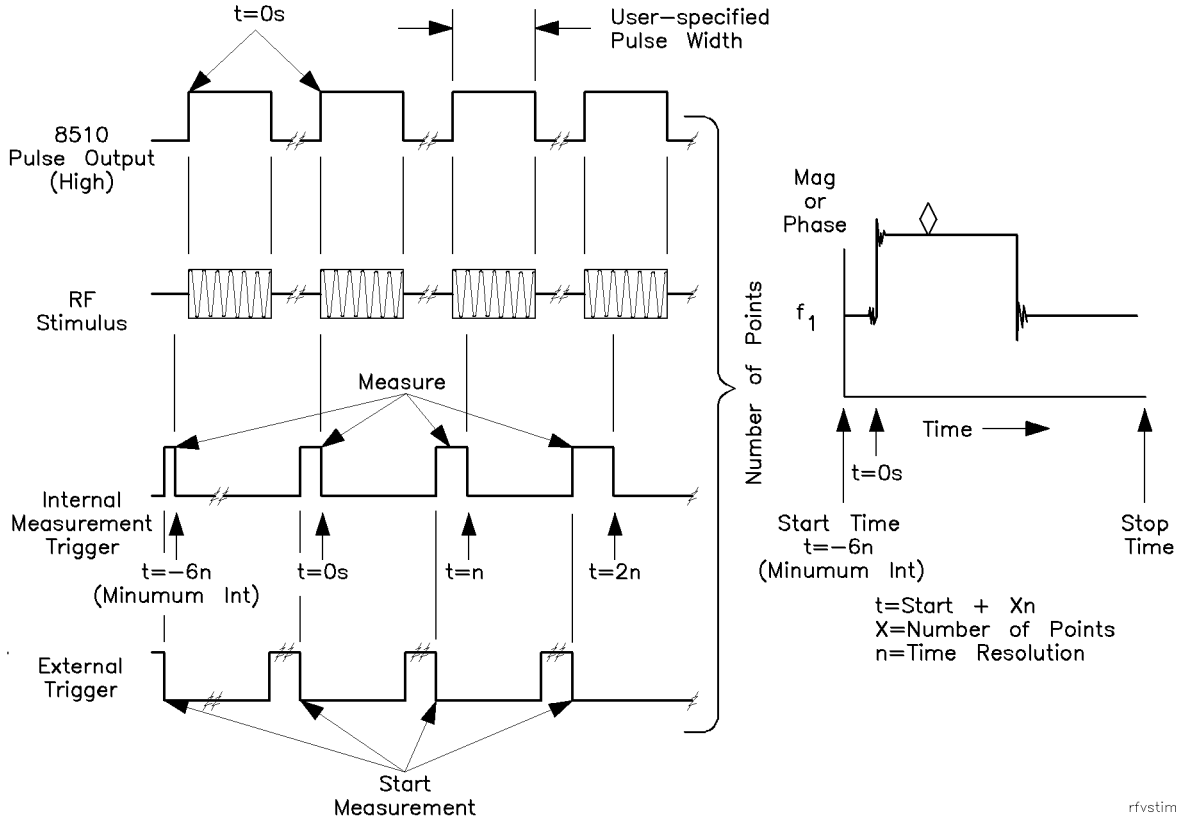 t=0s
User-specified
Pulse Width
8510
Pulse Output
(High)
RF
Stimulus
Measure
Internal
Measurement
Trigger
t=-6n
(Minumum Int)
t=0s
t=n
t=2n
External
Trigger
Start
Measurement
Number of Points
Mag
or
Phase
f1
Time
t=0s
Start Time
t=-6n
(Minumum Int)
Stop
Time
t=Start + Xn
X=Number of Points
n=Time Resolution
rfvstim